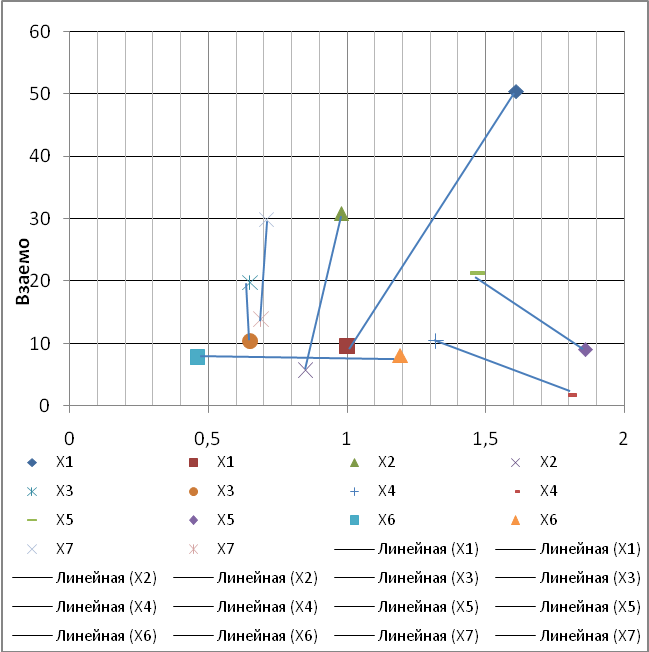 60
50
40
30
20
10
0
Взаемо
0 0,5 1 1,5 2
X1 X1 X2 X2
X3 X3 X4 X4
X5 X5 X6 X6
X7 X7 Линейная (X1) Линейная (X1)
Линейная (X2) Линейная (X2) Линейная (X3) Линейная (X3)
Линейная (X4) Линейная (X4) Линейная (X5) Линейная (X5)
Линейная (X6) Линейная (X6) Линейная (X7) Линейная (X7)